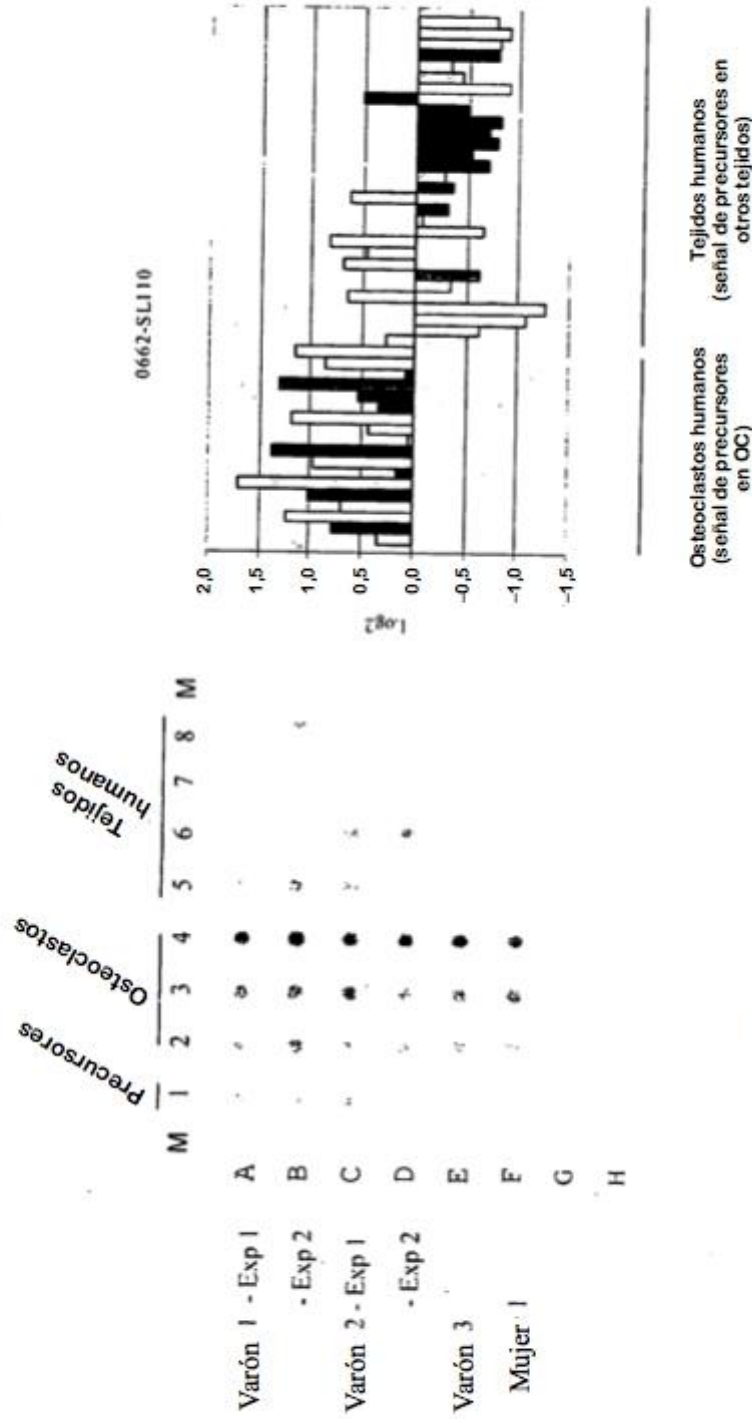 Precursores
Osteoclastos
Tejidos
humanos
M 1 2 3 4 5 6 7 8 M
Varón 1 - Exp 1 A
- Exp 2 B
Varón 2 - Exp 1 C
- Exp 2 D
Varón 3 E
Mujer 1 F
G
H
0662-SL110
Log2
2,0
1,5
1,0
0,5
0,0
-0,5
-1,0
-1,5
Osteoclastos humanos
(señal de precursores
en OC)
Tejidos humanos
(señal de precursores en
otros tejidos)